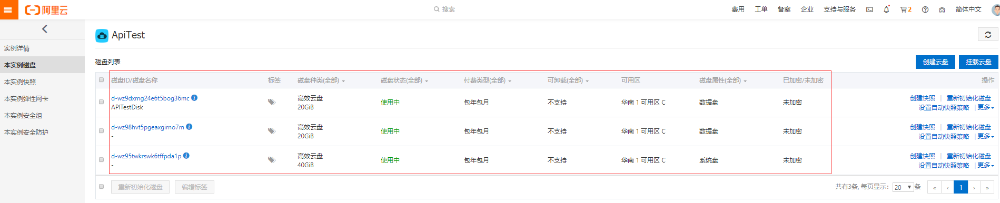 阿里云
搜索
费用 工单 备案 企业 支持与服务 2 简体中文
ApiTest
实例详情
本实例磁盘
本实例快照
本实例弹性网卡
本实例安全组
本实例安全防护
磁盘列表
创建云盘 挂载云盘
磁盘ID/磁盘名称 标签 磁盘种类(全部) 磁盘状态(全部) 付费类型(全部) 可卸载(全部) 可用区 磁盘属性(全部) 已加密/未加密 操作
d-wz9dxmg24e6t5bog36mc
APITestDisk
高效云盘
20GiB
使用中 包年包月 不支持 华南 1 可用区 C 数据盘 未加密
创建快照 | 重新初始化磁盘
设置自动快照策略 | 更多
d-wz98hvt5pgeaxgirno7m
-
高效云盘
20GiB
使用中 包年包月 不支持 华南 1 可用区 C 数据盘 未加密
创建快照 | 重新初始化磁盘
设置自动快照策略 | 更多
d-wz95twkrswk6tffpda1p
-
高效云盘
40GiB
使用中 包年包月 不支持 华南 1 可用区 C 系统盘 未加密
创建快照 | 重新初始化磁盘
设置自动快照策略 | 更多
重新初始化磁盘 编辑标签
共有3条, 每页显示: 20 条 « ‹ 1 › »